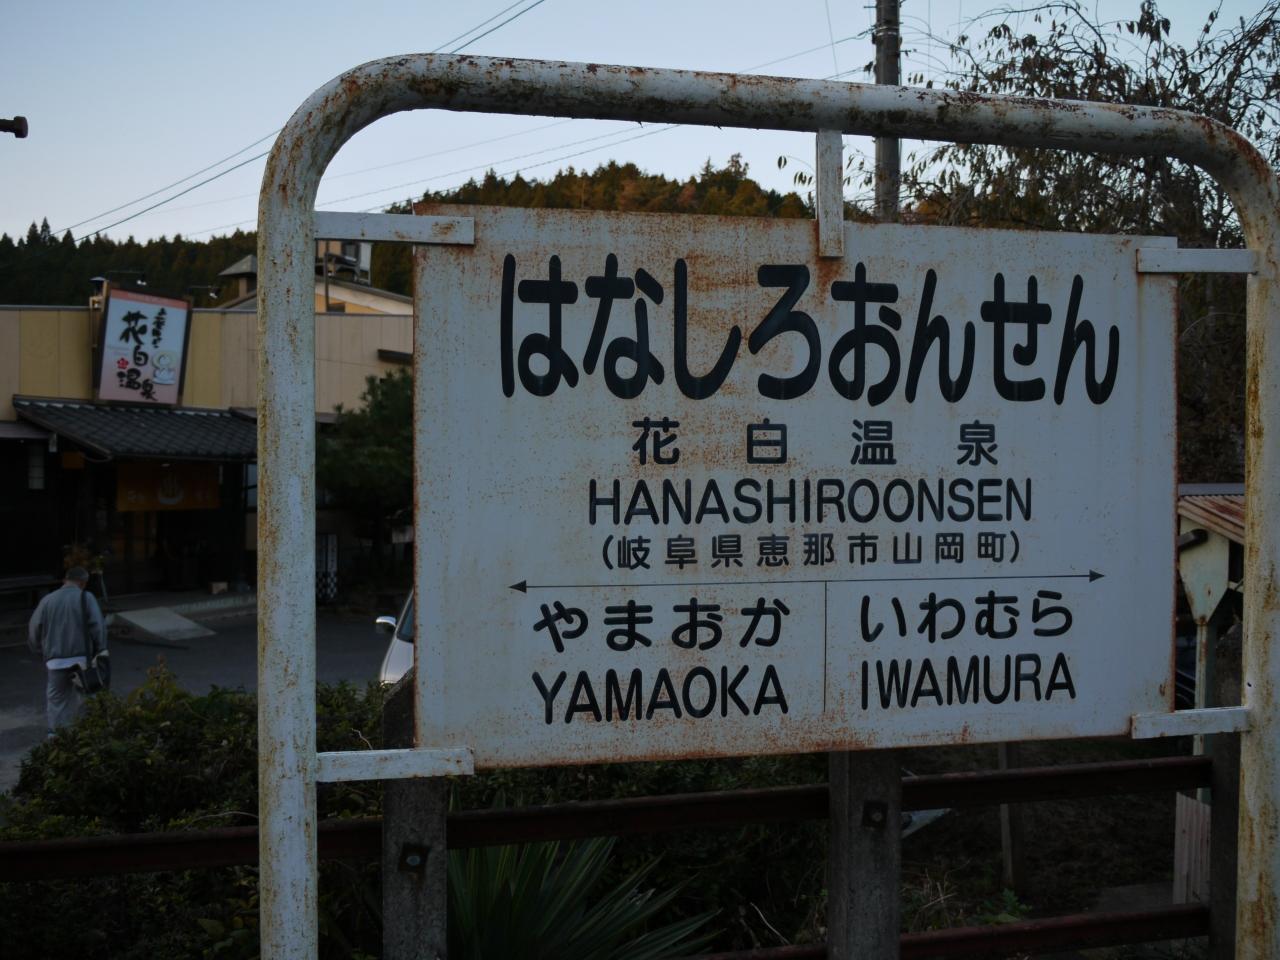 はなしろおんせん
花白温泉
HANASHIROONSEN
(岐阜県恵那市山岡町)
やまおか いわむら
YAMAOKA IWAMURA
花白温泉